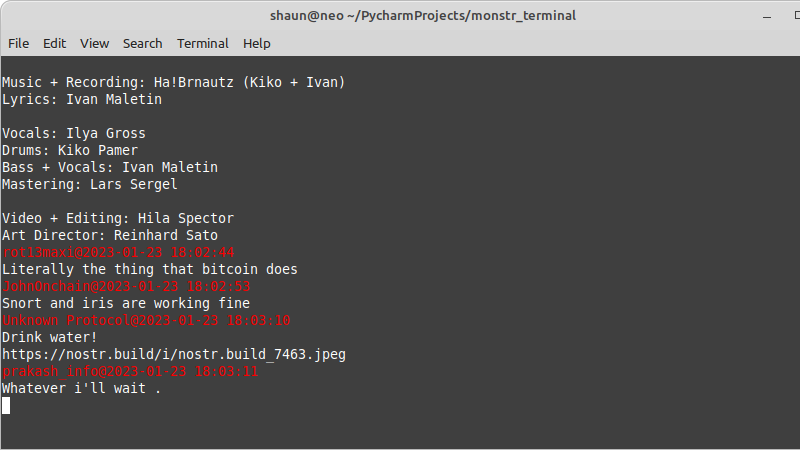 shaun@neo ~/PycharmProjects/monstr_terminal
File Edit View Search Terminal Help
Music + Recording: Ha!Brnautz (Kiko + Ivan)
Lyrics: Ivan Maletin
Vocals: Ilya Gross
Drums: Kiko Pamer
Bass + Vocals: Ivan Maletin
Mastering: Lars Sergel
Video + Editing: Hila Spector
Art Director: Reinhard Sato
rot13maxi@2023-01-23 18:02:44
Literally the thing that bitcoin does
JohnOnchain@2023-01-23 18:02:53
Snort and iris are working fine
Unknown Protocol@2023-01-23 18:03:10
Drink water!
https://nostr.build/i/nostr.build_7463.jpeg
prakash info@2023-01-23 18:03:11
Whatever i'll wait .